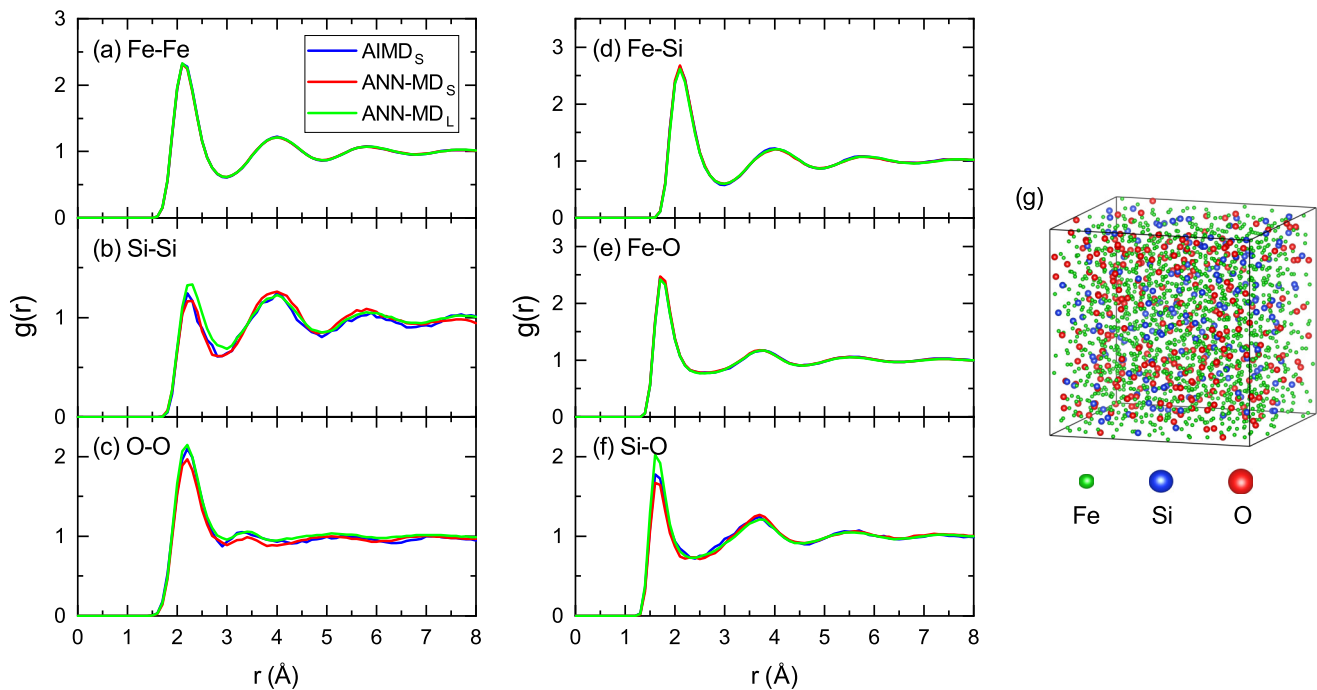 (a) Fe-Fe
AIMD_S
ANN-MD_S
ANN-MD_L
3
2
1
0
(b) Si-Si
1
0
g(r)
(c) O-O
2
1
0
0 1 2 3 4 5 6 7 8
r (Å)
(d) Fe-Si
3
2
1
0
(e) Fe-O
3
2
1
0
g(r)
(f) Si-O
2
1
0
0 1 2 3 4 5 6 7 8
r (Å)
(g)
Fe Si O